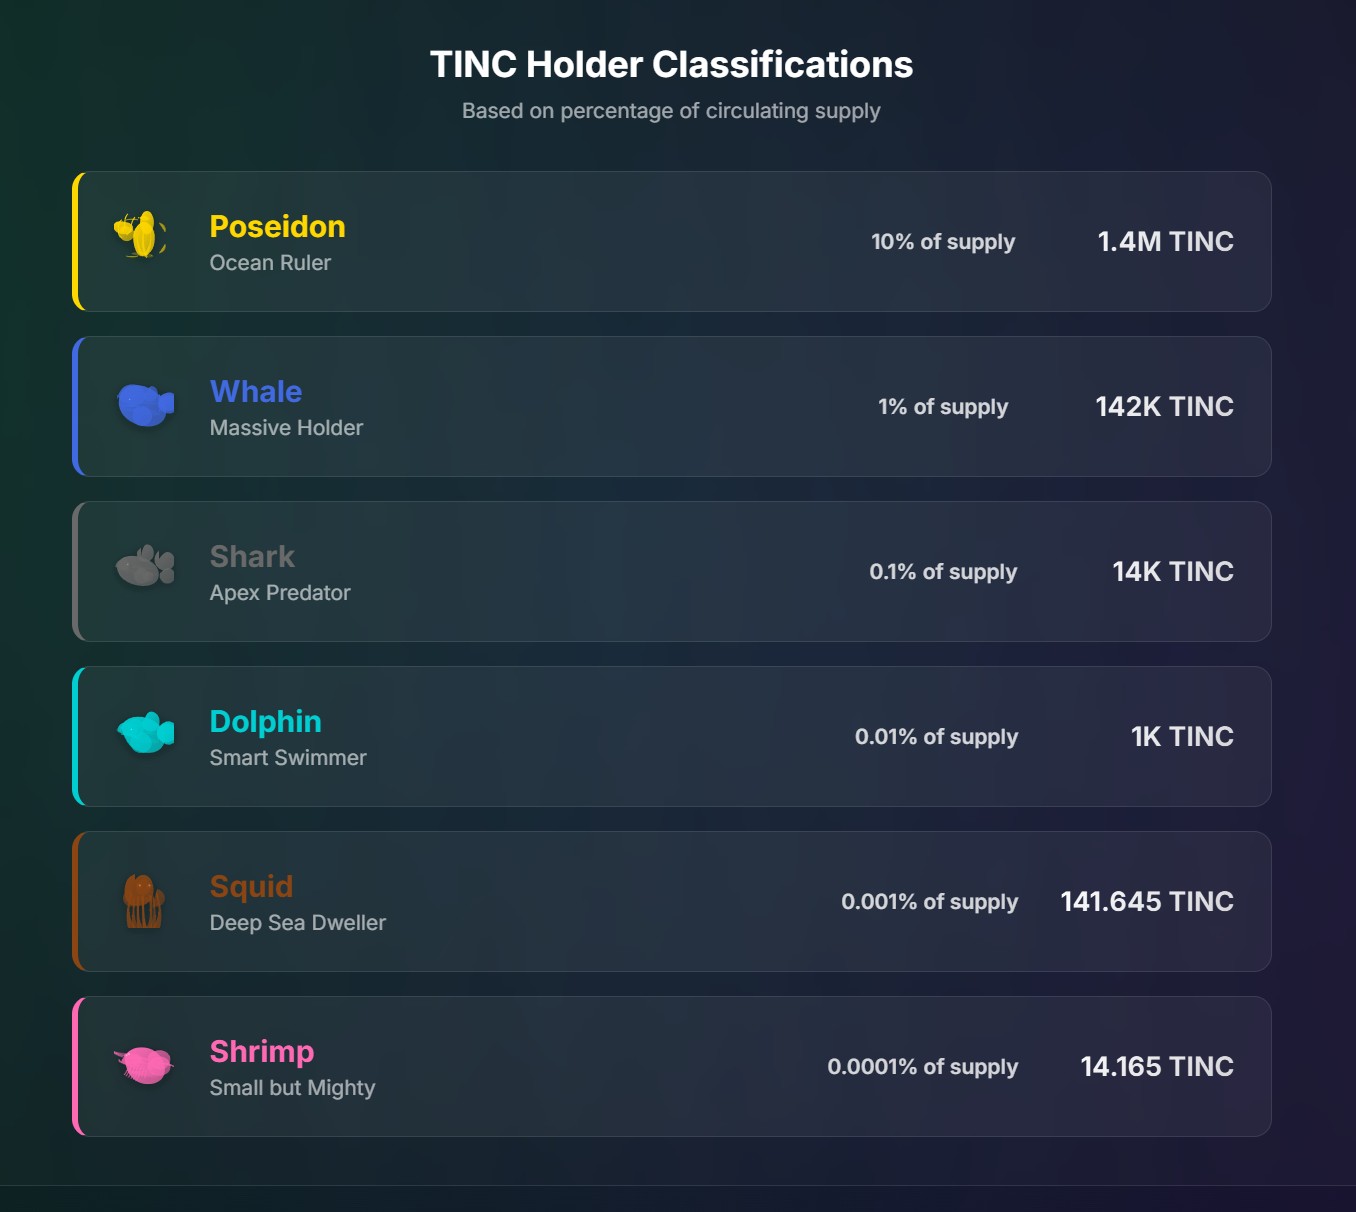 TINC Holder Classifications
Based on percentage of circulating supply
Poseidon
Ocean Ruler
10% of supply
1.4M TINC
Whale
Massive Holder
1% of supply
142K TINC
Shark
Apex Predator
0.1% of supply
14K TINC
Dolphin
Smart Swimmer
0.01% of supply
1K TINC
Squid
Deep Sea Dweller
0.001% of supply
141.645 TINC
Shrimp
Small but Mighty
0.0001% of supply
14.165 TINC